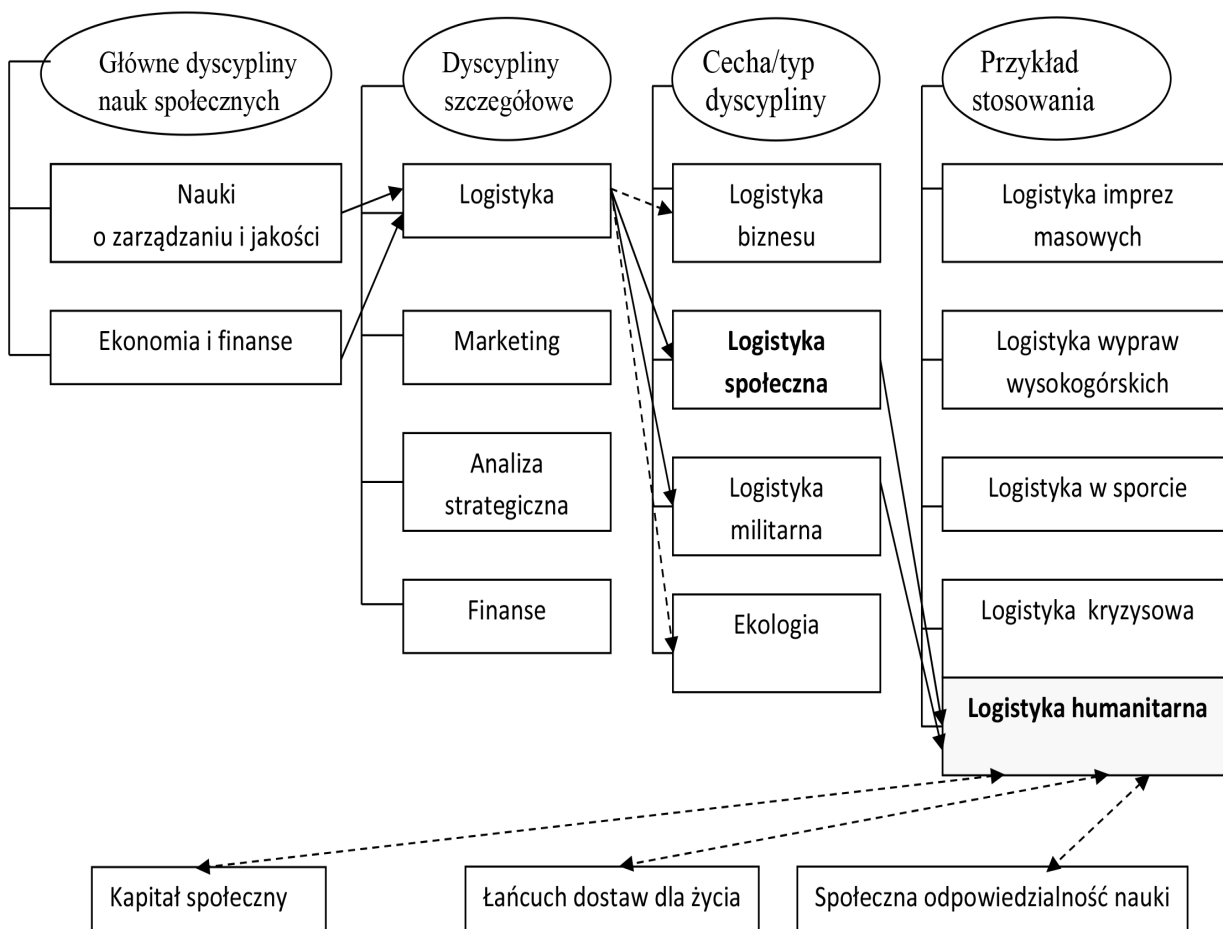 Główne dyscypliny
nauk społecznych
Dyscypliny
szczegółowe
Cecha/typ
dyscypliny
Przykład
stosowania
Nauki
o zarządzaniu i jakości
Ekonomia i finanse
Logistyka
Marketing
Analiza
strategiczna
Finanse
Logistyka
biznesu
Logistyka
społeczna
Logistyka
militarna
Ekologia
Logistyka imprez
masowych
Logistyka wypraw
wysokogórskich
Logistyka w sporcie
Logistyka kryzysowa
Logistyka humanitarna
Kapitał społeczny
Łańcuch dostaw dla życia
Społeczna odpowiedzialność nauki